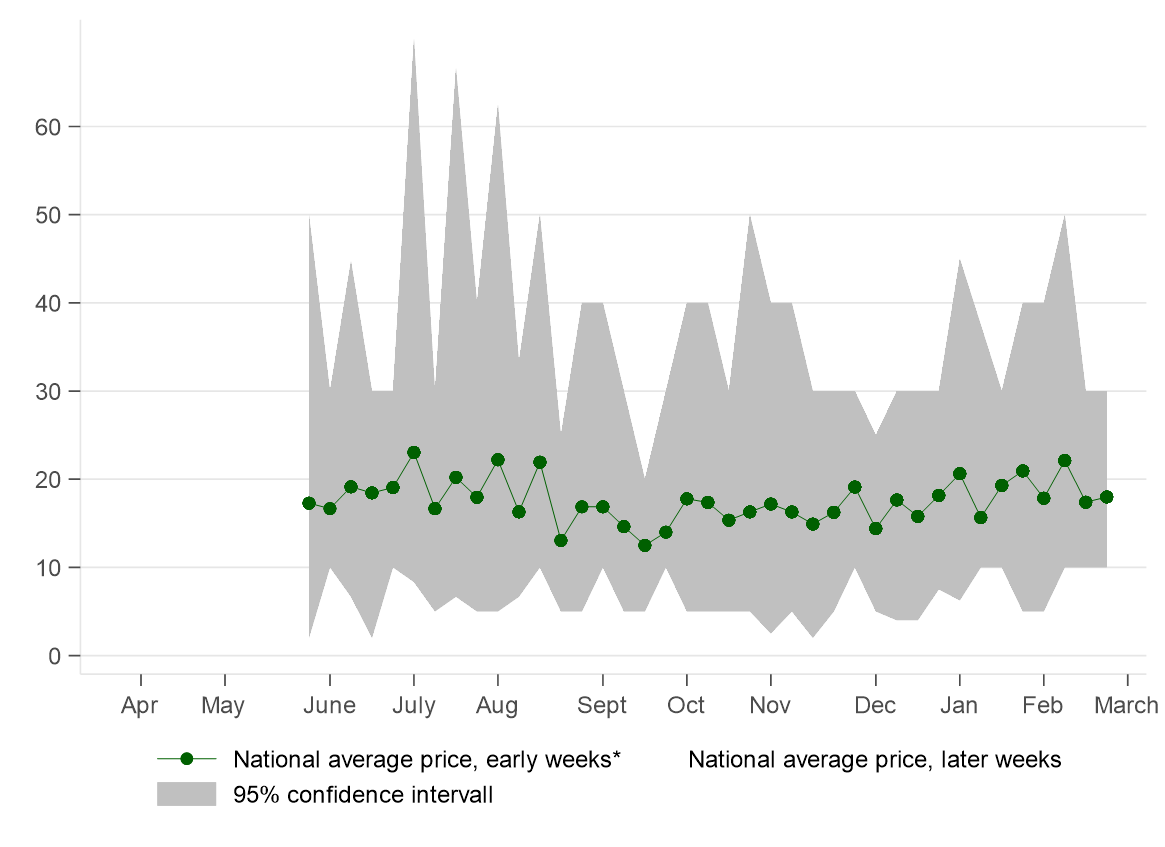 60
50
40
30
20
10
0
Apr May June July Aug Sept Oct Nov Dec Jan Feb March
National average price, early weeks* National average price, later weeks
95% confidence intervall